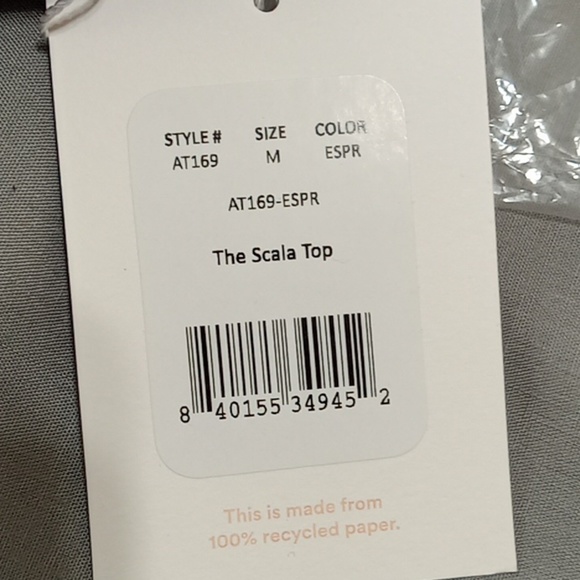 STYLE # SIZE COLOR
AT169 M ESPR
AT169-ESPR
The Scala Top
8 40155 34945 2
This is made from
100% recycled paper.